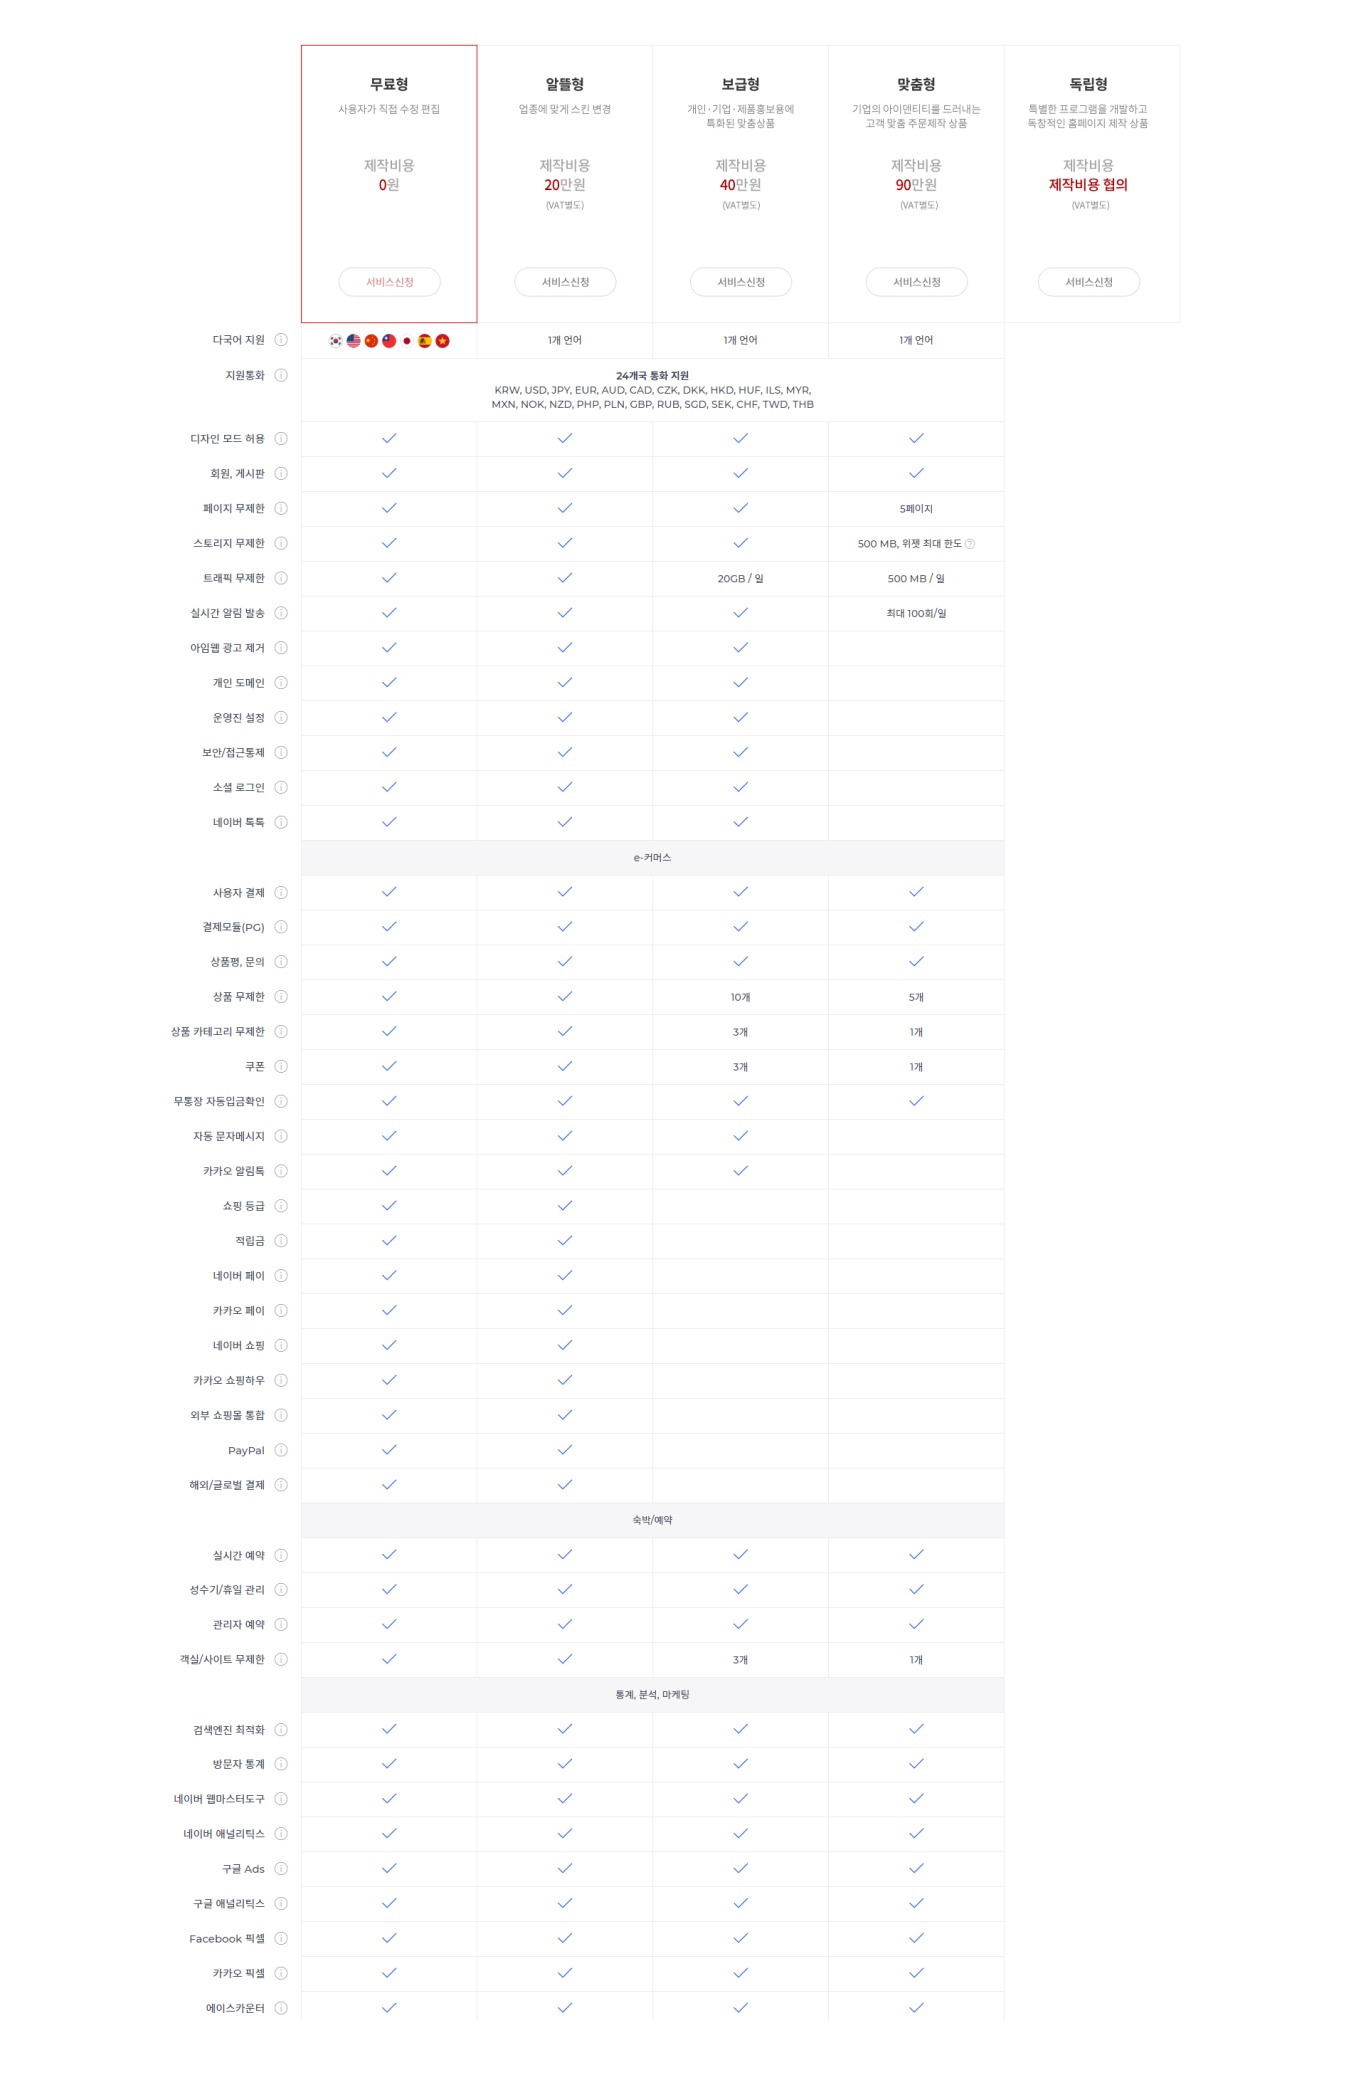 무료형
사용자가 직접 수정 편집
제작비용
0원
서비스신청
알뜰형
업종에 맞게 스킨 변경
제작비용
20만원
(VAT별도)
서비스신청
보급형
개인·기업·제품홍보용에
특화된 맞춤상품
제작비용
40만원
(VAT별도)
서비스신청
맞춤형
기업의 아이덴티티를 드러내는
고객 맞춤 주문제작 상품
제작비용
90만원
(VAT별도)
서비스신청
독립형
특별한 프로그램을 개발하고
독창적인 홈페이지 제작 상품
제작비용
제작비용 협의
(VAT별도)
서비스신청
다국어 지원 1개 언어 1개 언어 1개 언어
지원통화
24개국 통화 지원
KRW, USD, JPY, EUR, AUD, CAD, CZK, DKK, HKD, HUF, ILS, MYR,
MXN, NOK, NZD, PHP, PLN, GBP, RUB, SGD, SEK, CHF, TWD, THB
디자인 모드 허용
회원, 게시판
페이지 무제한 5페이지
스토리지 무제한 500 MB, 위젯 최대 한도
트래픽 무제한 20GB / 일 500 MB / 일
실시간 알림 발송 최대 100회/일
아임웹 광고 제거
개인 도메인
운영진 설정
보안/접근통제
소셜 로그인
네이버 톡톡
e-커머스
사용자 결제
결제모듈(PG)
상품평, 문의
상품 무제한 10개 5개
상품 카테고리 무제한 3개 1개
쿠폰 3개 1개
무통장 자동입금확인
자동 문자메시지
카카오 알림톡
쇼핑 등급
적립금
네이버 페이
카카오 페이
네이버 쇼핑
카카오 쇼핑하우
외부 쇼핑몰 통합
PayPal
해외/글로벌 결제
숙박/예약
실시간 예약
성수기/휴일 관리
관리자 예약
객실/사이트 무제한 3개 1개
통계, 분석, 마케팅
검색엔진 최적화
방문자 통계
네이버 웹마스터도구
네이버 애널리틱스
구글 Ads
구글 애널리틱스
Facebook 픽셀
카카오 픽셀
에이스카운터